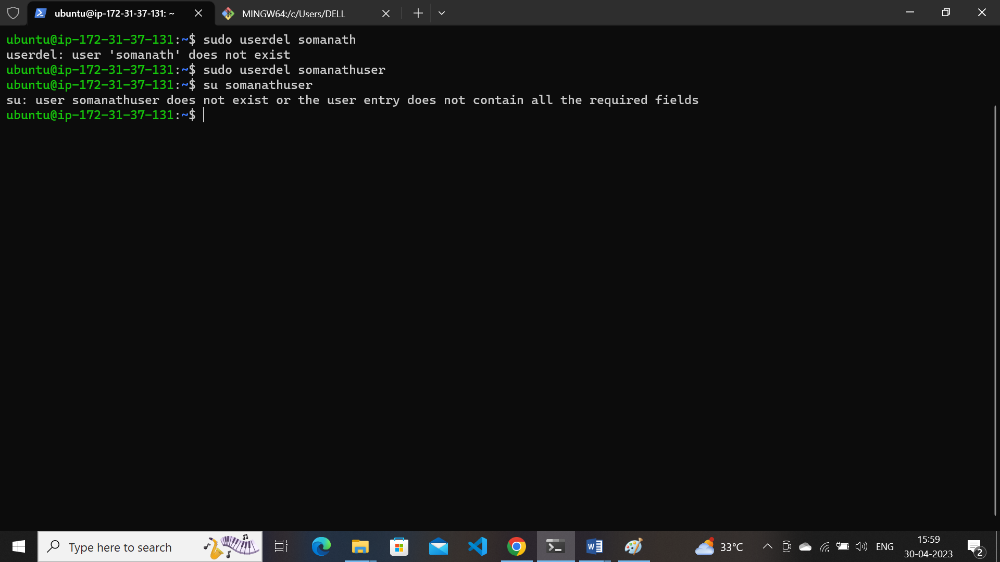 ubuntu@ip-172-31-37-131: ~
MINGW64:/c/Users/DELL
ubuntu@ip-172-31-37-131:~$ sudo userdel somanath
userdel: user 'somanath' does not exist
ubuntu@ip-172-31-37-131:~$ sudo userdel somanathuser
ubuntu@ip-172-31-37-131:~$ su somanathuser
su: user somanathuser does not exist or the user entry does not contain all the required fields
ubuntu@ip-172-31-37-131:~$
Type here to search
33°C
ENG
15:59
30-04-2023
2